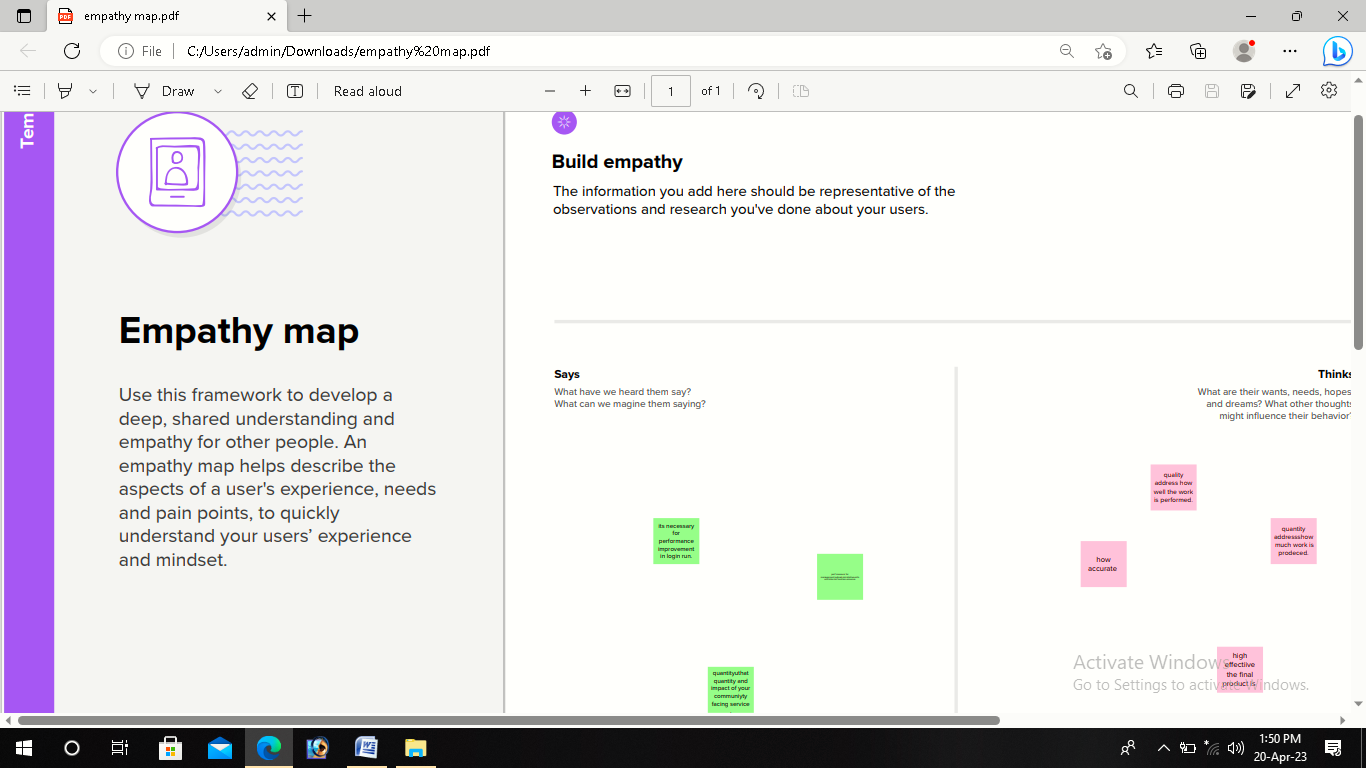 empathy map.pdf
File
C:/Users/admin/Downloads/empathy%20map.pdf
Draw
Read aloud
1
of 1
Tem
Build empathy
The information you add here should be representative of the
observations and research you've done about your users.
Empathy map
Use this framework to develop a
deep, shared understanding and
empathy for other people. An
empathy map helps describe the
aspects of a user's experience, needs
and pain points, to quickly
understand your users’ experience
and mindset.
Says
What have we heard them say?
What can we magine them saying?
Thinks
What are their wants, needs, hopes
and dreams? What other thoughts
might influence their behavior?
its necessary
for
performance
improvement
in login run.
quantityuthat
quantity and
impact of your
communiyty
facing service
quality
address how
well the work
is performed.
quantity
addresshow
much work is
prodeced.
how
accurate
high
effectiive
the final
product is
Activate Windows
Go to Settings to activate Windows.
1:50 PM
20-Apr-23